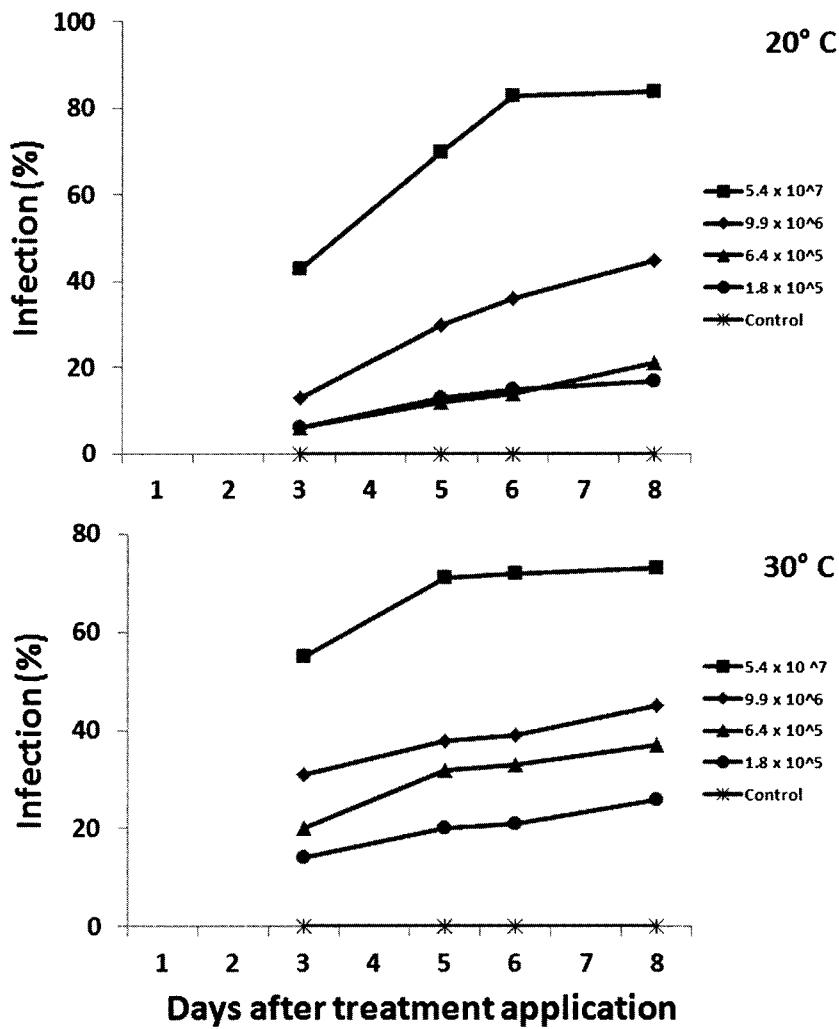 20° C
Infection (%)
100
80
60
40
20
0
1 2 3 4 5 6 7 8
5.4 x 10^7
9.9 x 10^6
6.4 x 10^5
1.8 x 10^5
Control
30° C
Infection (%)
80
60
40
20
0
1 2 3 4 5 6 7 8
5.4 x 10 ^7
9.9 x 10^6
6.4 x 10^5
1.8 x 10^5
Control
Days after treatment application